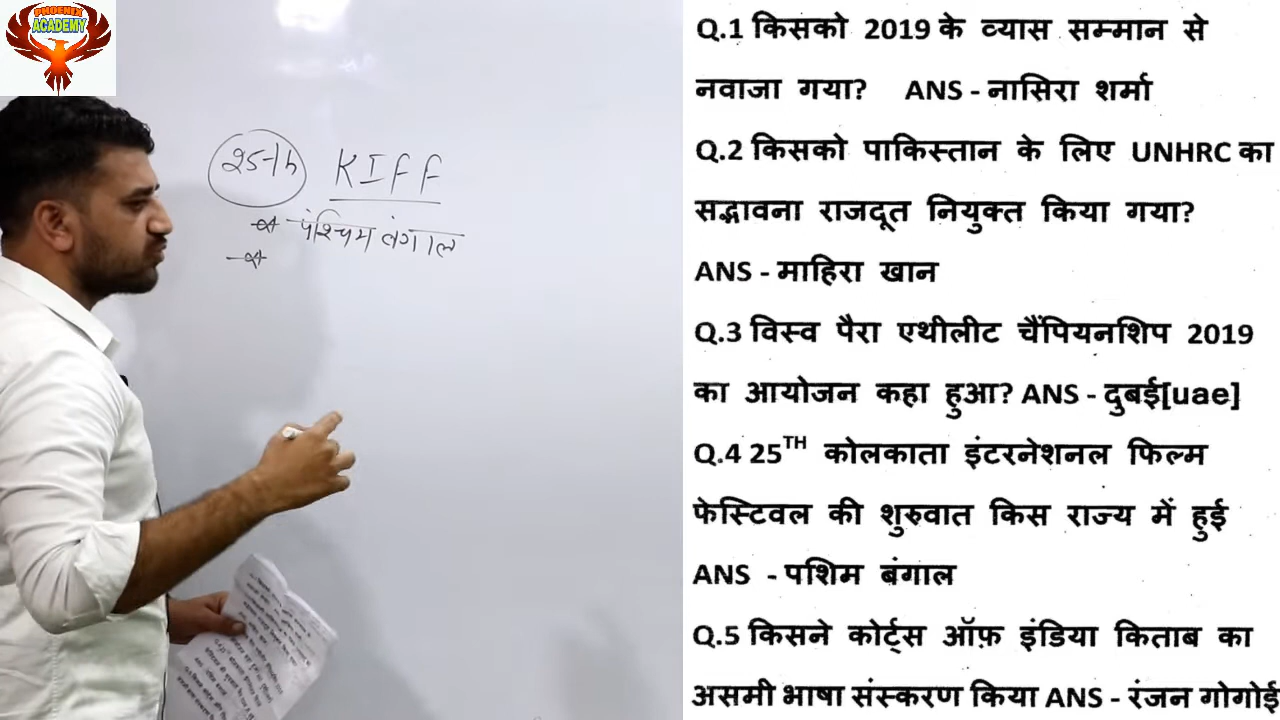 PHOENIX
ACADEMY
25th KIFF
पश्चिम बंगाल
Q.1 किसको 2019 के व्यास सम्मान से
नवाजा गया? ANS - नासिरा शर्मा
Q.2 किसको पाकिस्तान के लिए UNHRC का
सद्भावना राजदूत नियुक्त किया गया?
ANS - माहिरा खान
Q.3 विस्व पैरा एथीलीट चैंपियनशिप 2019
का आयोजन कहा हुआ? ANS - दुबई[uae]
Q.4 25TH कोलकाता इंटरनेशनल फिल्म
फेस्टिवल की शुरुवात किस राज्य में हुई
ANS - पशिम बंगाल
Q.5 किसने कोर्ट्स ऑफ़ इंडिया किताब का
असमी भाषा संस्करण किया ANS - रंजन गोगोई